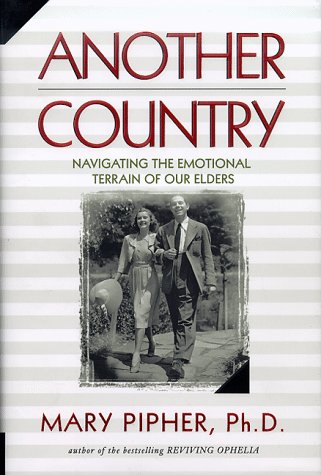 ANOTHER
COUNTRY
NAVIGATING THE EMOTIONAL
TERRAIN OF OUR ELDERS
MARY PIPHER, Ph.D.
author of the bestselling REVIVING OPHELIA